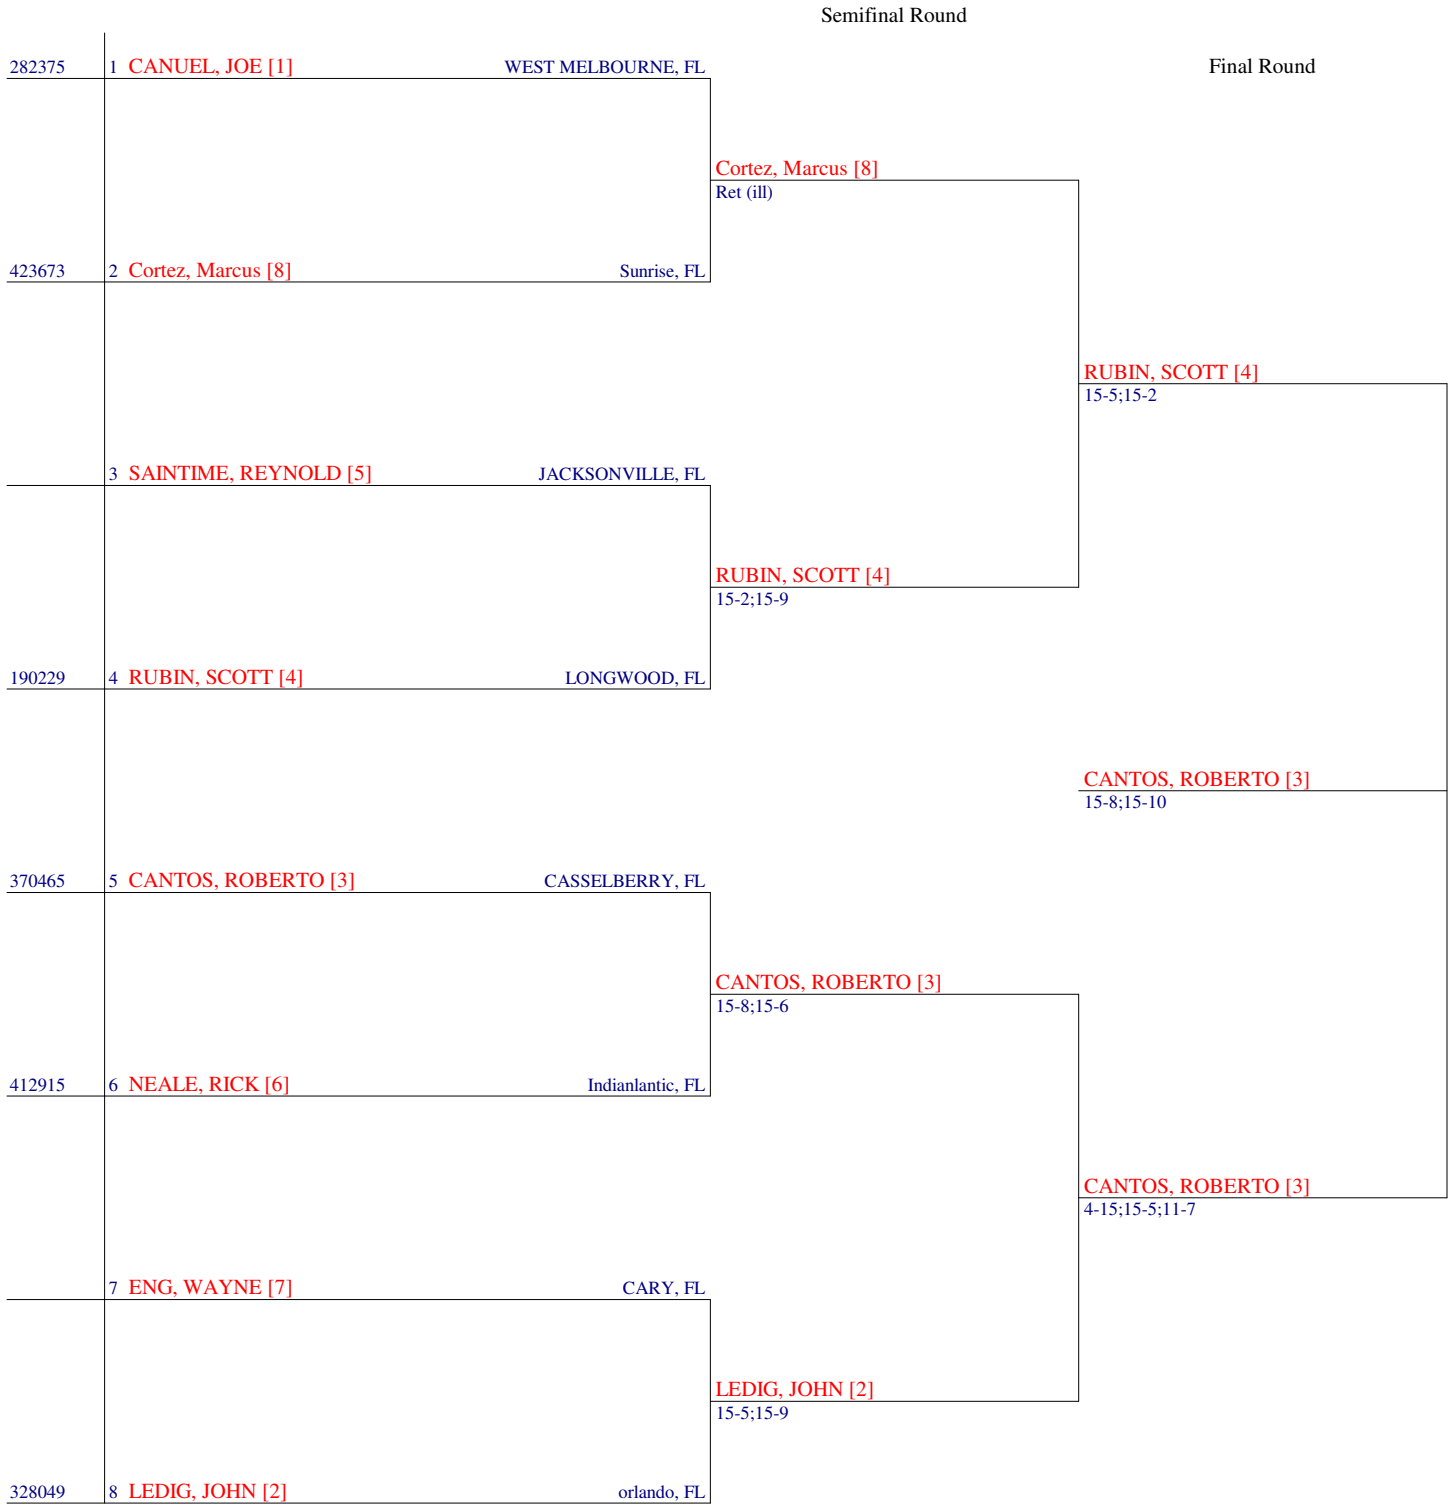 Semifinal Round
282375 1 CANUEL, JOE [1] WEST MELBOURNE, FL
Final Round
Cortez, Marcus [8]
Ret (ill)
423673 2 Cortez, Marcus [8] Sunrise, FL
RUBIN, SCOTT [4]
15-5;15-2
3 SAINTIME, REYNOLD [5] JACKSONVILLE, FL
RUBIN, SCOTT [4]
15-2;15-9
190229 4 RUBIN, SCOTT [4] LONGWOOD, FL
CANTOS, ROBERTO [3]
15-8;15-10
370465 5 CANTOS, ROBERTO [3] CASSELBERRY, FL
CANTOS, ROBERTO [3]
15-8;15-6
412915 6 NEALE, RICK [6] Indianlantic, FL
CANTOS, ROBERTO [3]
4-15;15-5;11-7
7 ENG, WAYNE [7] CARY, FL
LEDIG, JOHN [2]
15-5;15-9
328049 8 LEDIG, JOHN [2] orlando, FL